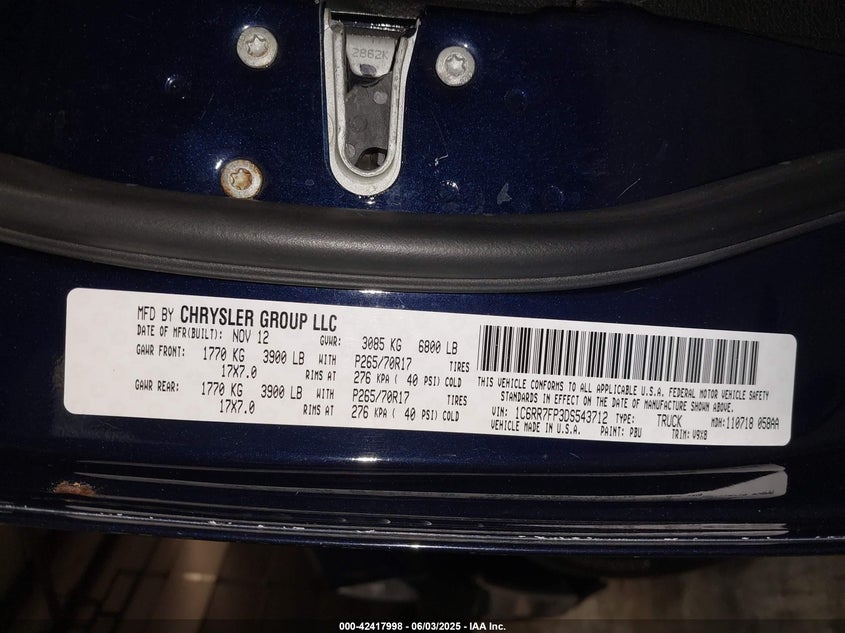 2862K
MFD BY CHRYSLER GROUP LLC
DATE OF MFR(BUILT): NOV 12 GVWR: 3085 KG 6800 LB
GAWR FRONT: 1770 KG 3900 LB WITH P265/70R17 TIRES
17X7.0 RIMS AT 276 KPA ( 40 PSI) COLD
GAWR REAR: 1770 KG 3900 LB WITH P265/70R17 TIRES
17X7.0 RIMS AT 276 KPA ( 40 PSI) COLD
THIS VEHICLE CONFORMS TO ALL APPLICABLE U.S.A. FEDERAL MOTOR VEHICLE SAFETY
STANDARDS IN EFFECT ON THE DATE OF MANUFACTURE SHOWN ABOVE.
VIN: 1C6RR7FP3DS543712 TYPE: TRUCK MDH: 110718 058AA
VEHICLE MADE IN U.S.A. PAINT: PBU TRIM: V9X8
000-42417998 - 06/03/2025 - IAA Inc.